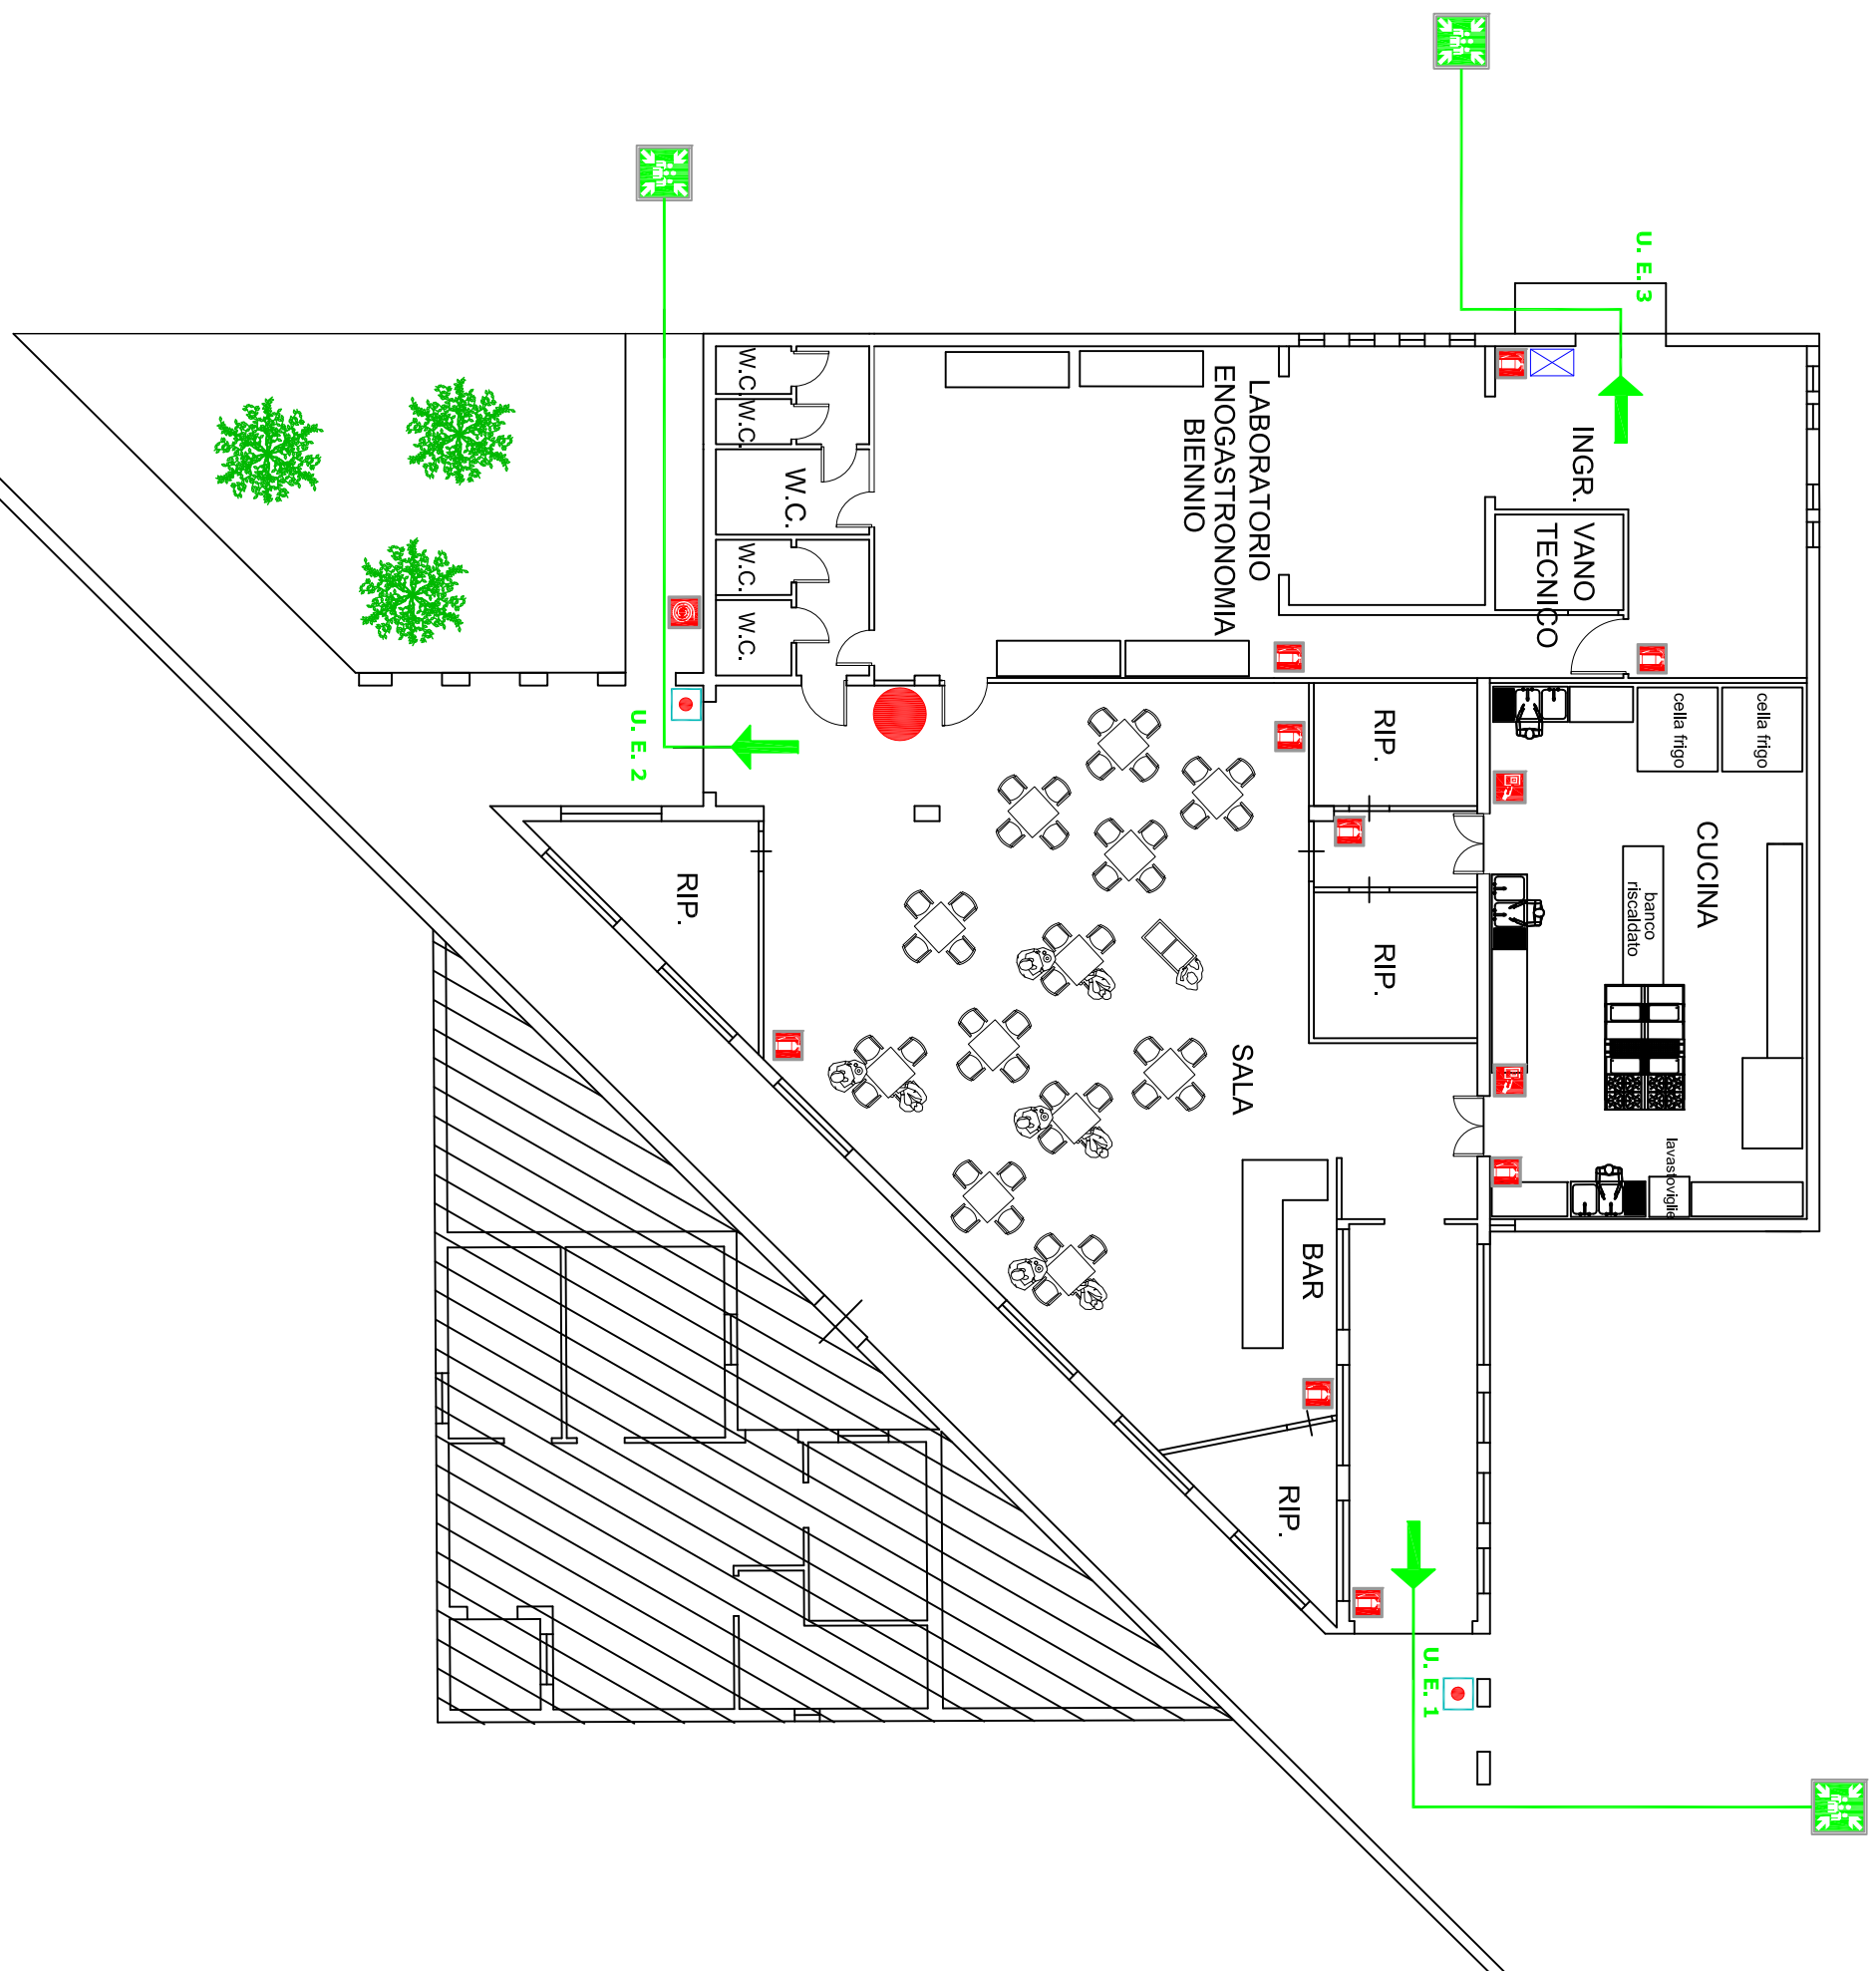 U. E. 3
U. E. 2
U. E. 1
INGR.
VANO
TECNICO
LABORATORIO
ENOGASTRONOMIA
BIENNIO
W.C.
W.C.
W.C.
W.C.
W.C.
cella frigo
cella frigo
CUCINA
banco
riscaldato
lavastoviglie
RIP.
RIP.
RIP.
SALA
BAR
RIP.